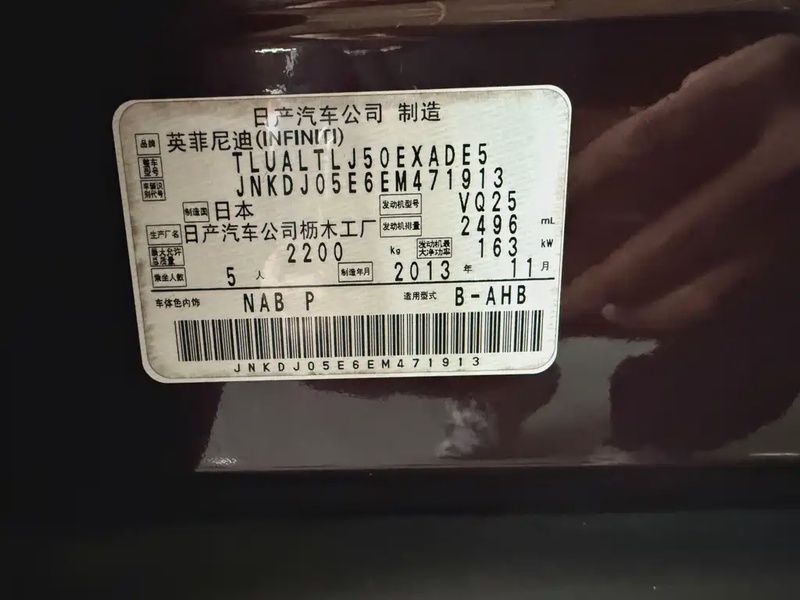 日产汽车公司 制造
品牌 英菲尼迪(INFINITI)
整车型号 TLUALTLJ50EXADE5
车辆识别代号 JNKDJ05E6EM471913
制造国 日本 发动机型号 VQ25
生产厂名 日产汽车公司枥木工厂 发动机排量 2496 mL
最大允许总质量 2200 kg 发动机最大净功率 163 kW
乘坐人数 5 人 制造年月 2013 年 11 月
车体色内饰 NAB P 适用型式 B-AHB
JNKDJ05E6EM471913